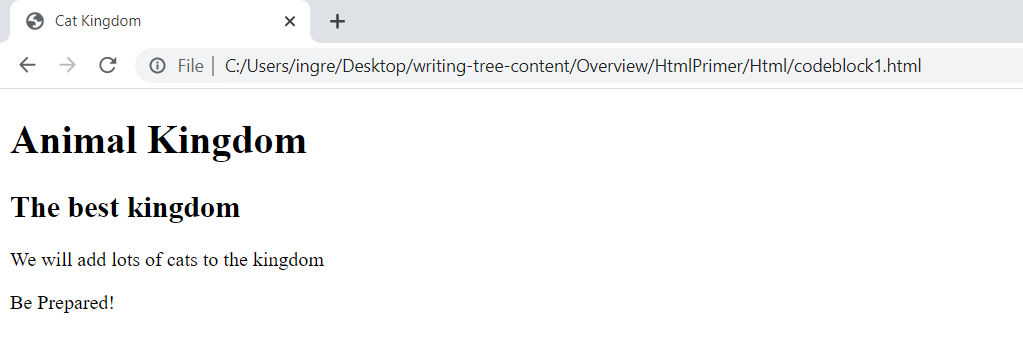 Cat Kingdom
File | C:/Users/ingre/Desktop/writing-tree-content/Overview/HtmlPrimer/Html/codeblock1.html
Animal Kingdom
The best kingdom
We will add lots of cats to the kingdom
Be Prepared!